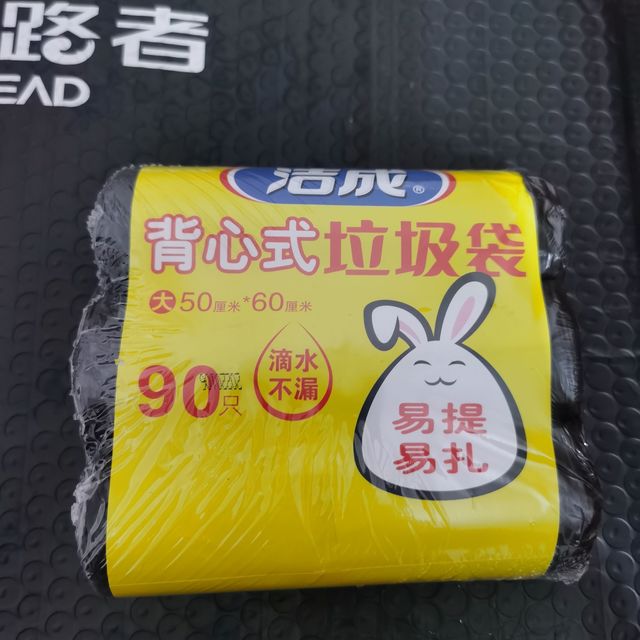 路者
EAD
洁成®
背心式垃圾袋
大 50厘米*60厘米
90只
滴水
不漏
易提
易扎